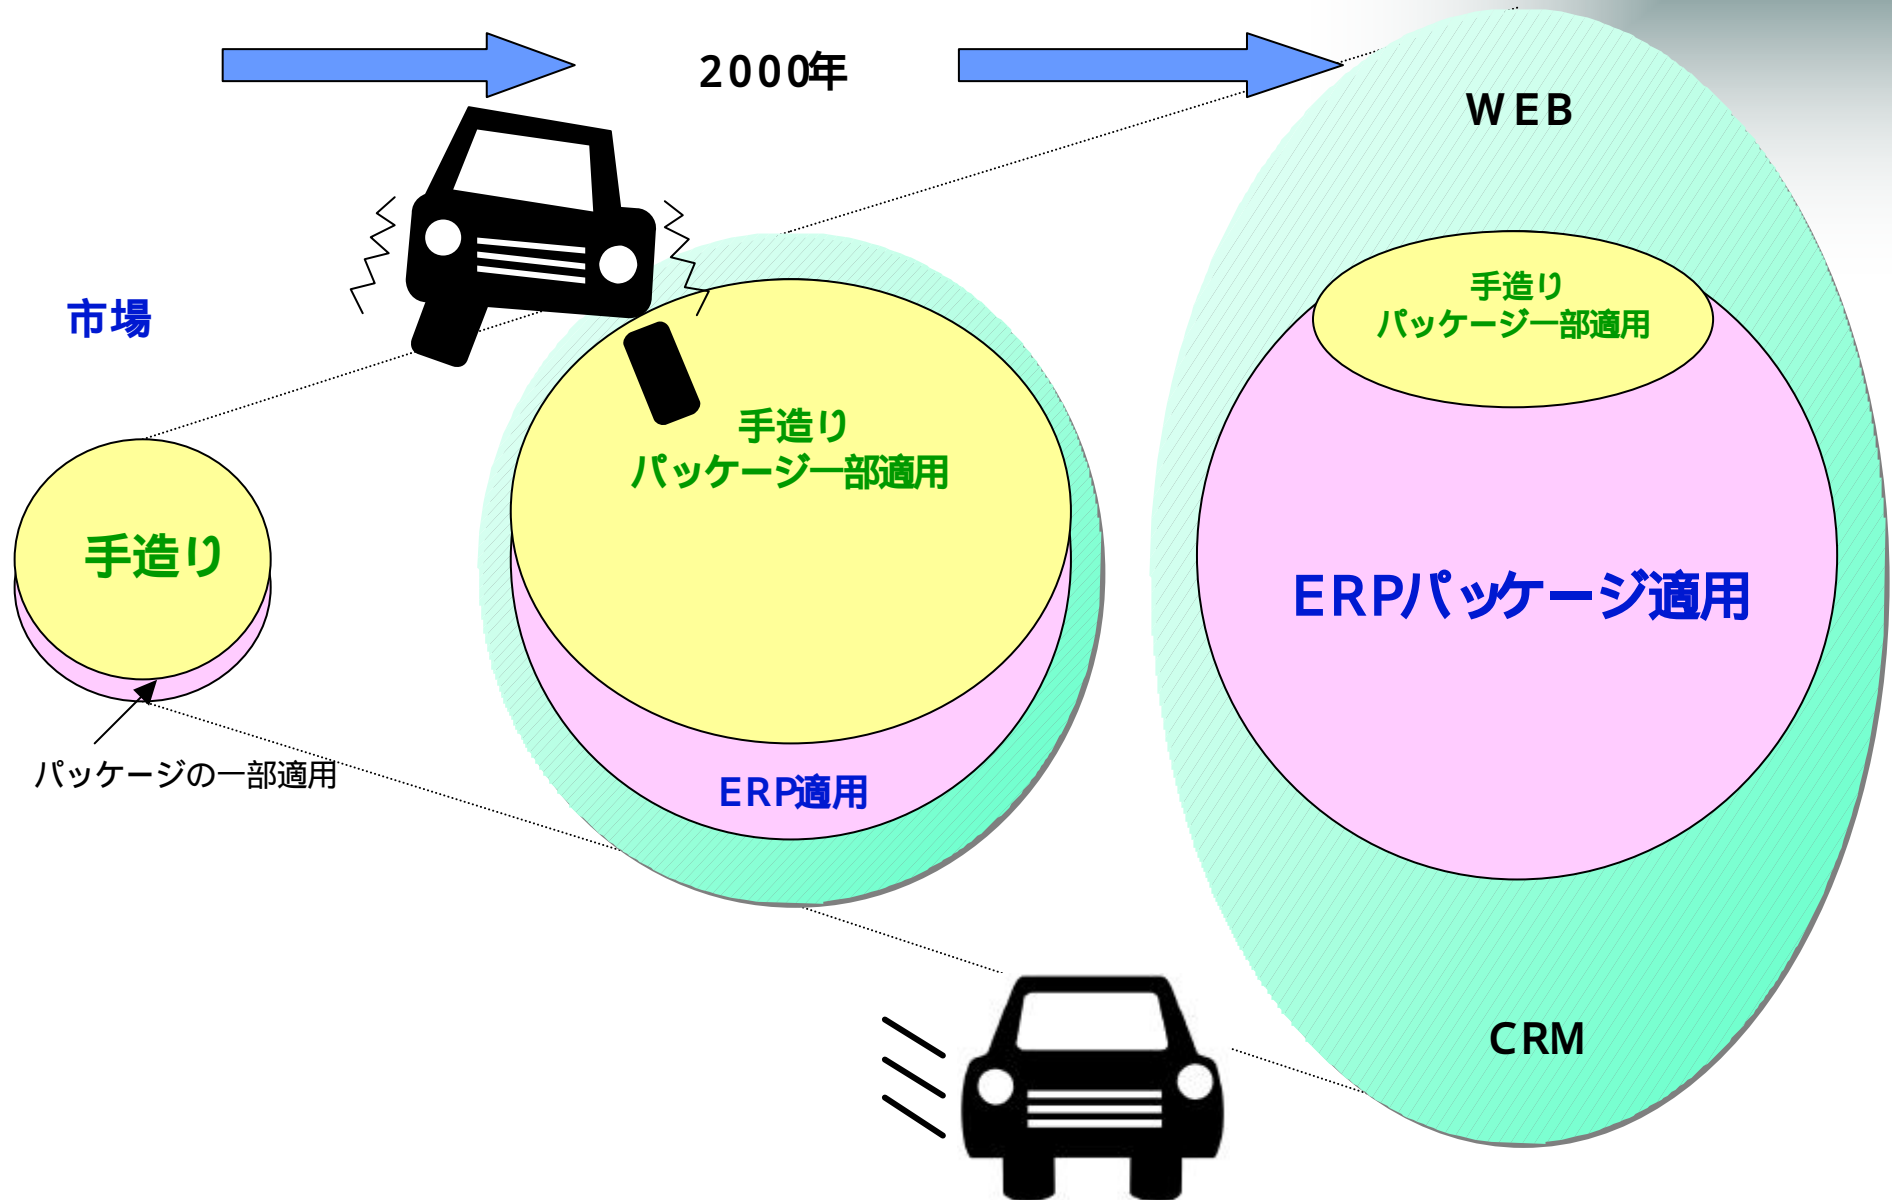 2000年
WEB
市場
手造り
パッケージ一部適用
手造り
パッケージ一部適用
手造り
ERPパッケージ適用
パッケージの一部適用
ERP適用
CRM